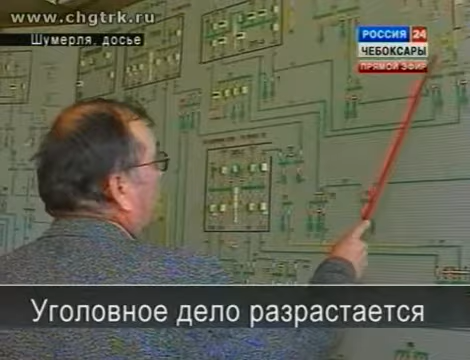 www.chgtrk.ru
Шумерля, досье
РОССИЯ 24
ЧЕБОКСАРЫ
ПРЯМОЙ ЭФИР
Уголовное дело разрастается